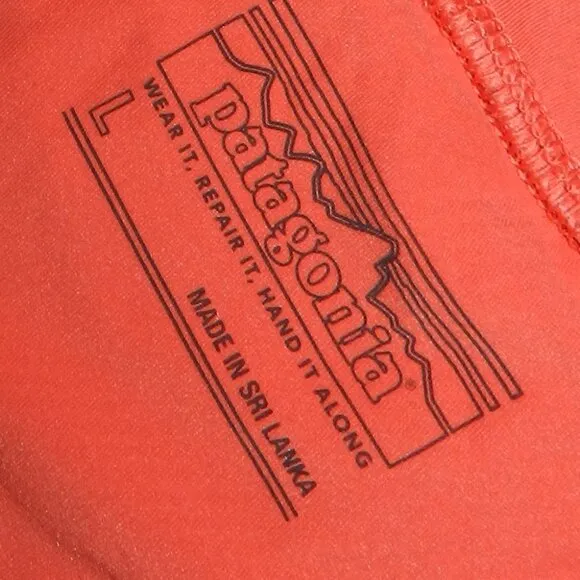 patagonia®
WEAR IT, REPAIR IT, HAND IT ALONG
L
MADE IN SRI LANKA